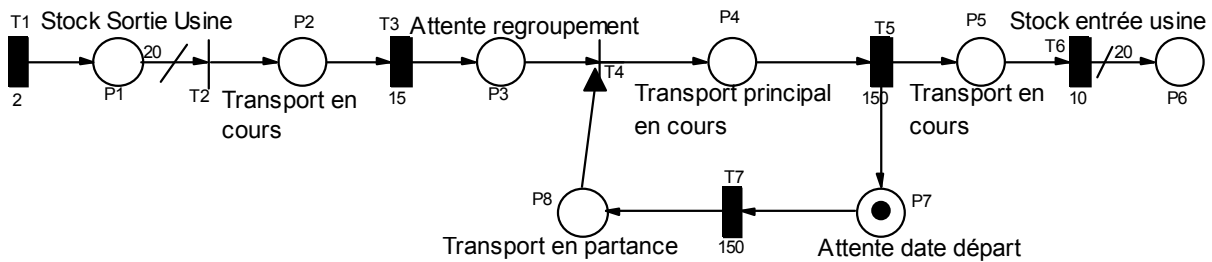 T1
Stock Sortie Usine
P2
T3
Attente regroupement
P4
T5
P5
Stock entrée usine
20
T6
20
2
P1
T2
15
P3
T4
150
10
P6
Transport en
cours
Transport principal
en cours
Transport en
cours
P8
T7
P7
Transport en partance
150
Attente date départ